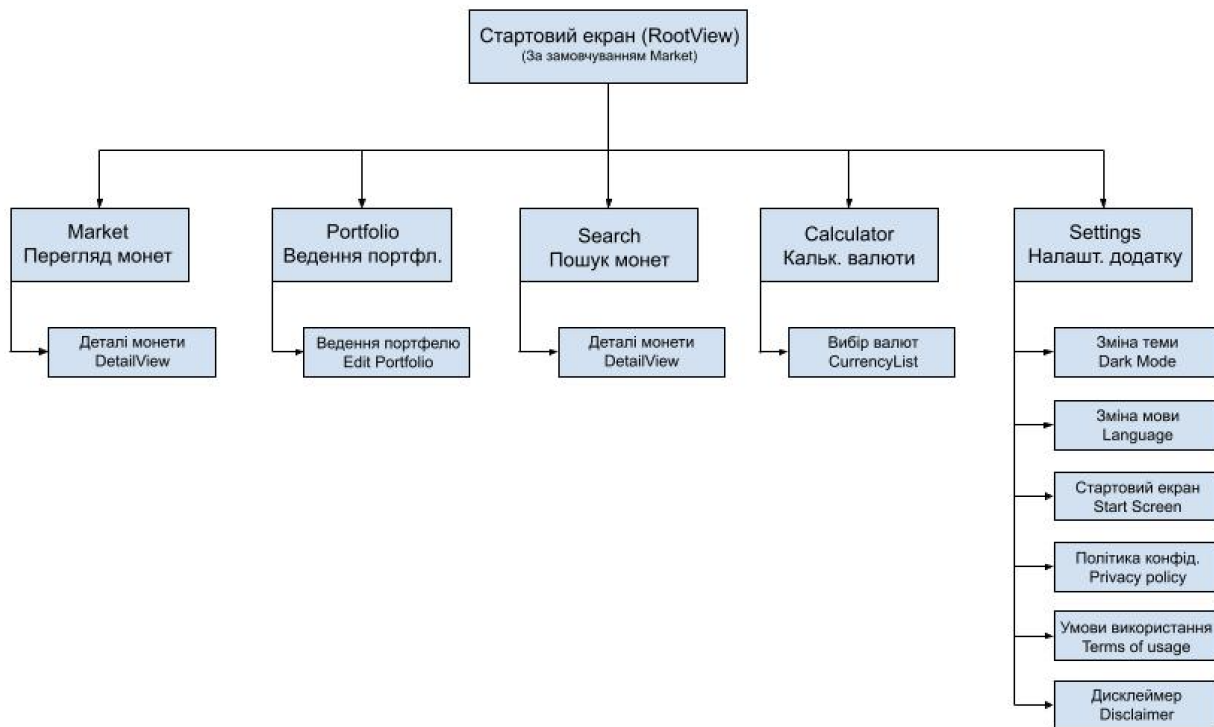 Стартовий екран (RootView)
(За замовчуванням Market)
Market
Перегляд монет
Portfolio
Ведення портфл.
Search
Пошук монет
Calculator
Кальк. валюти
Settings
Налашт. додатку
Деталі монети
DetailView
Ведення портфелю
Edit Portfolio
Деталі монети
DetailView
Вибір валют
CurrencyList
Зміна теми
Dark Mode
Зміна мови
Language
Стартовий екран
Start Screen
Політика конфід.
Privacy policy
Умови використання
Terms of usage
Дисклеймер
Disclaimer